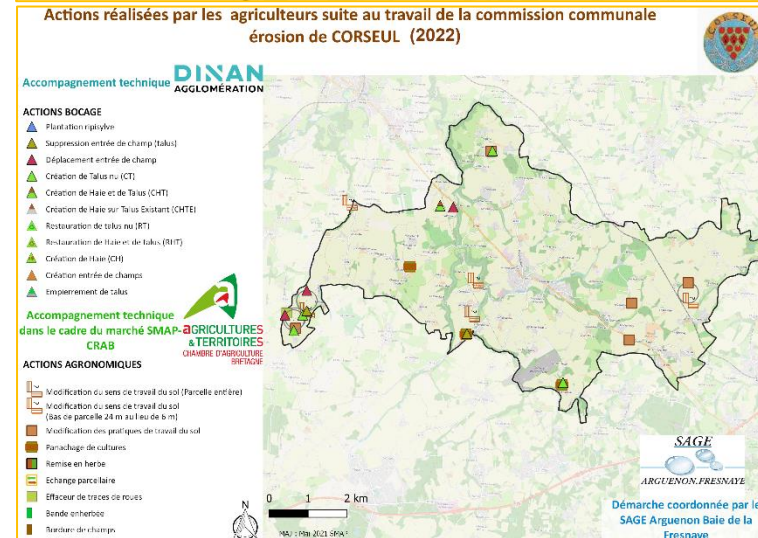 Actions réalisées par les agriculteurs suite au travail de la commission communale
érosion de CORSEUL (2022)
CORSEUL
Accompagnement technique
DINAN
AGGLOMÉRATION
ACTIONS BOCAGE
Plantation ripisylve
Suppression entrée de champ (talus)
Déplacement entrée de champ
Création de Talus nu (CT)
Création de Haie et de Talus (CHT)
Création de Haie sur Talus Existant (CHTE)
Restauration de talus nu (RT)
Restauration de Haie et de talus (RHT)
Création de Haie (CH)
Création entrée de champs
Empierrement de talus
Accompagnement technique
dans le cadre du marché SMAP-
CRAB
aGRICULTURES
& TERRITOIRES
CHAMBRE D'AGRICULTURE
BRETAGNE
ACTIONS AGRONOMIQUES
Modification du sens de travail du sol (Parcelle entière)
Modification du sens de travail du sol
(Bas de parcelle 24 m au lieu de 6 m)
Modification des pratiques de travail du sol
Panachage de cultures
Remise en herbe
Echange parcellaire
Effaceur de traces de roues
Bande enherbée
Bordure de champs
N
0 1 2 km
MAJ : Mai 2021 SMAP
SAGE
ARGUENON.FRESNAYE
Démarche coordonnée par le
SAGE Arguenon Baie de la
Fresnaye